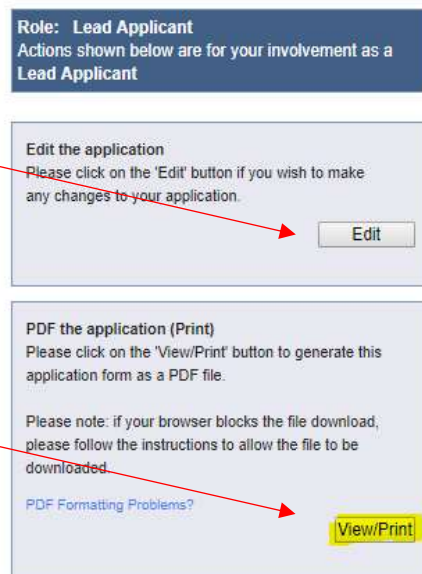 Role: Lead Applicant
Actions shown below are for your involvement as a
Lead Applicant
Edit the application
Please click on the 'Edit' button if you wish to make
any changes to your application.
Edit
PDF the application (Print)
Please click on the 'View/Print' button to generate this
application form as a PDF file.
Please note: if your browser blocks the file download,
please follow the instructions to allow the file to be
downloaded.
PDF Formatting Problems?
View/Print